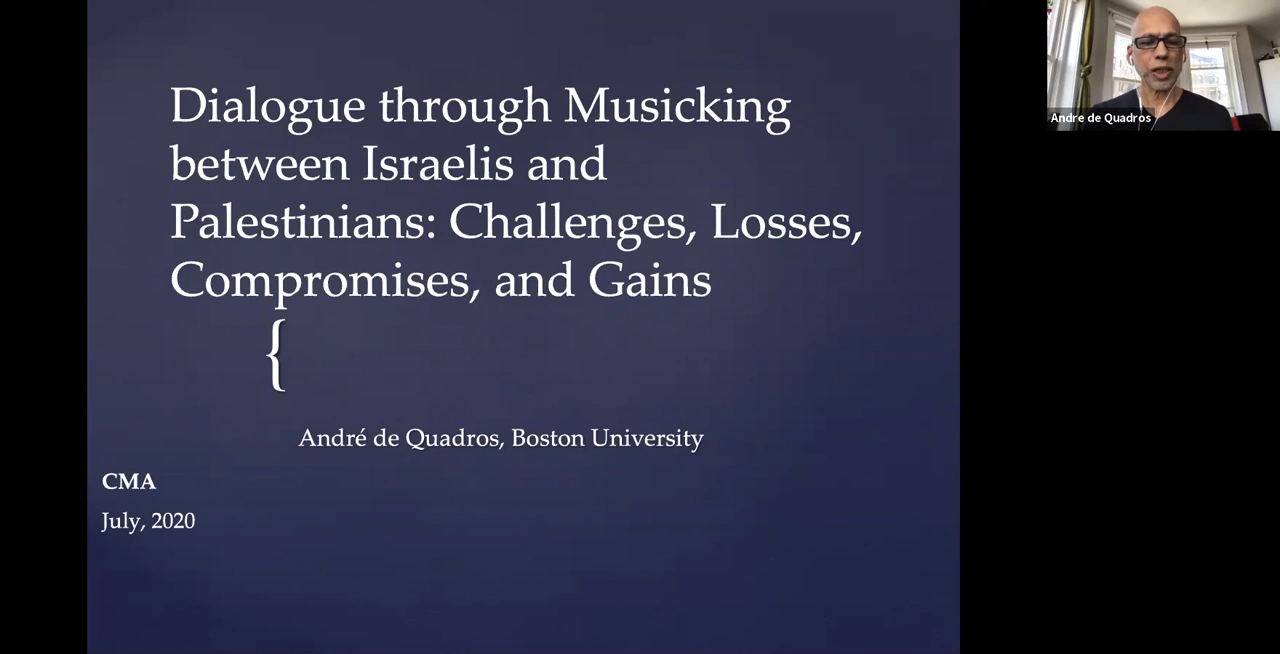 Dialogue through Musicking
between Israelis and
Palestinians: Challenges, Losses,
Compromises, and Gains
{
André de Quadros, Boston University
CMA
July, 2020
Andre de Quadros